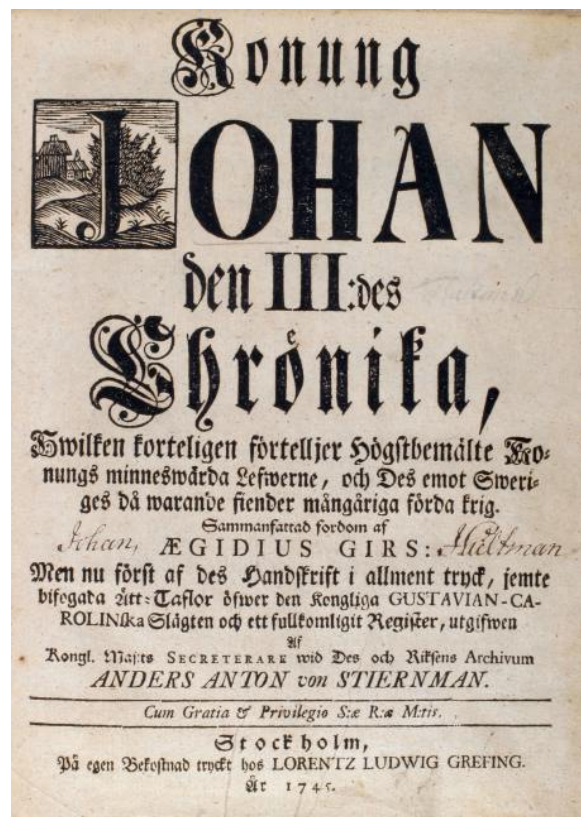 Konung
JOHAN
den III:des
Chrönika,
Hwilken korteligen förtelljer Högstbemälte Ko-
nungs minneswärda Lefwerne, och Des emot Sweri-
ges då warande fiender mångåriga förda krig.
Sammanfattad fordom af
Johan, ÆGIDIUS GIRS: Hultman
Men nu först af des Handskrift i allment tryck, jemte
bifogada Ätt-Taflor öfwer den Kongliga GUSTAVIAN-CA-
ROLINska Slägten och ett fullkomligit Register, utgifwen
Af
Kongl. Maj:ts SECRETERARE wid Des och Riksens Archivum
ANDERS ANTON von STIERNMAN.
Cum Gratia & Privilegio S:æ R:æ M:tis.
Stockholm,
På egen Bekostnad tryckt hos LORENTZ LUDWIG GREFING.
År 1745.